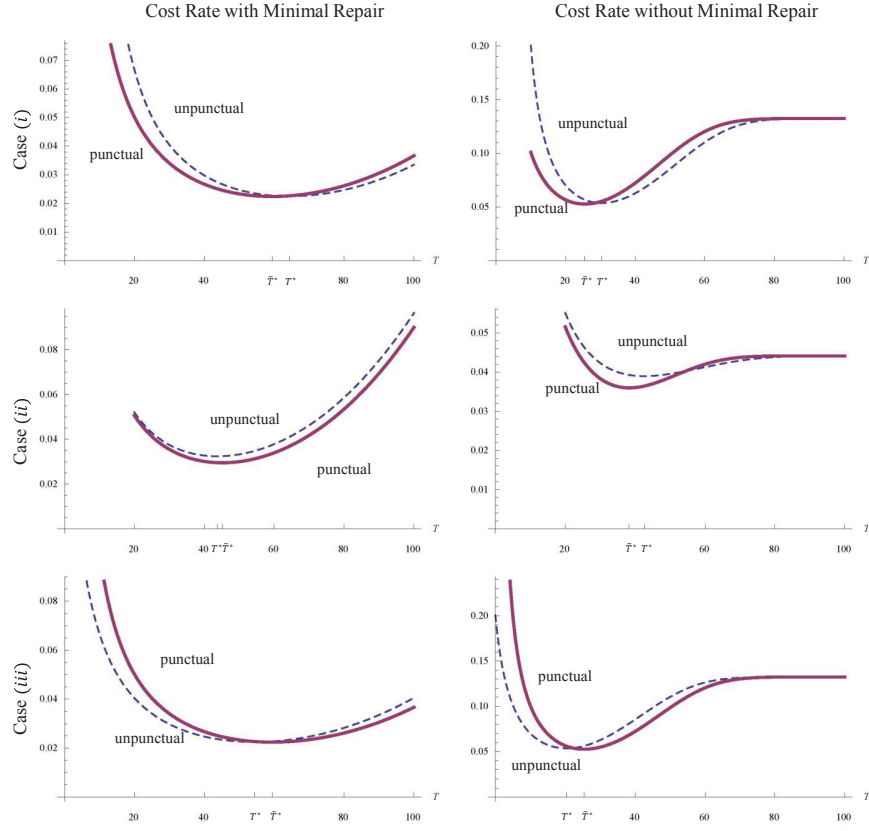 Cost Rate with Minimal Repair
Cost Rate without Minimal Repair
Case (i)
0.07
0.06
0.05
0.04
0.03
0.02
0.01
unpunctual
punctual
20
40
T̃*
T*
80
100
T
0.20
0.15
0.10
0.05
unpunctual
punctual
20
T̃*
T*
40
60
80
100
T
Case (ii)
0.08
0.06
0.04
0.02
unpunctual
punctual
20
40
T*
T̃*
60
80
100
T
0.05
0.04
0.03
0.02
0.01
unpunctual
punctual
20
T̃*
T*
60
80
100
T
Case (iii)
0.08
0.06
0.04
0.02
punctual
unpunctual
20
40
T*
T̃*
80
100
T
0.20
0.15
0.10
0.05
punctual
unpunctual
20
T*
T̃*
40
60
80
100
T